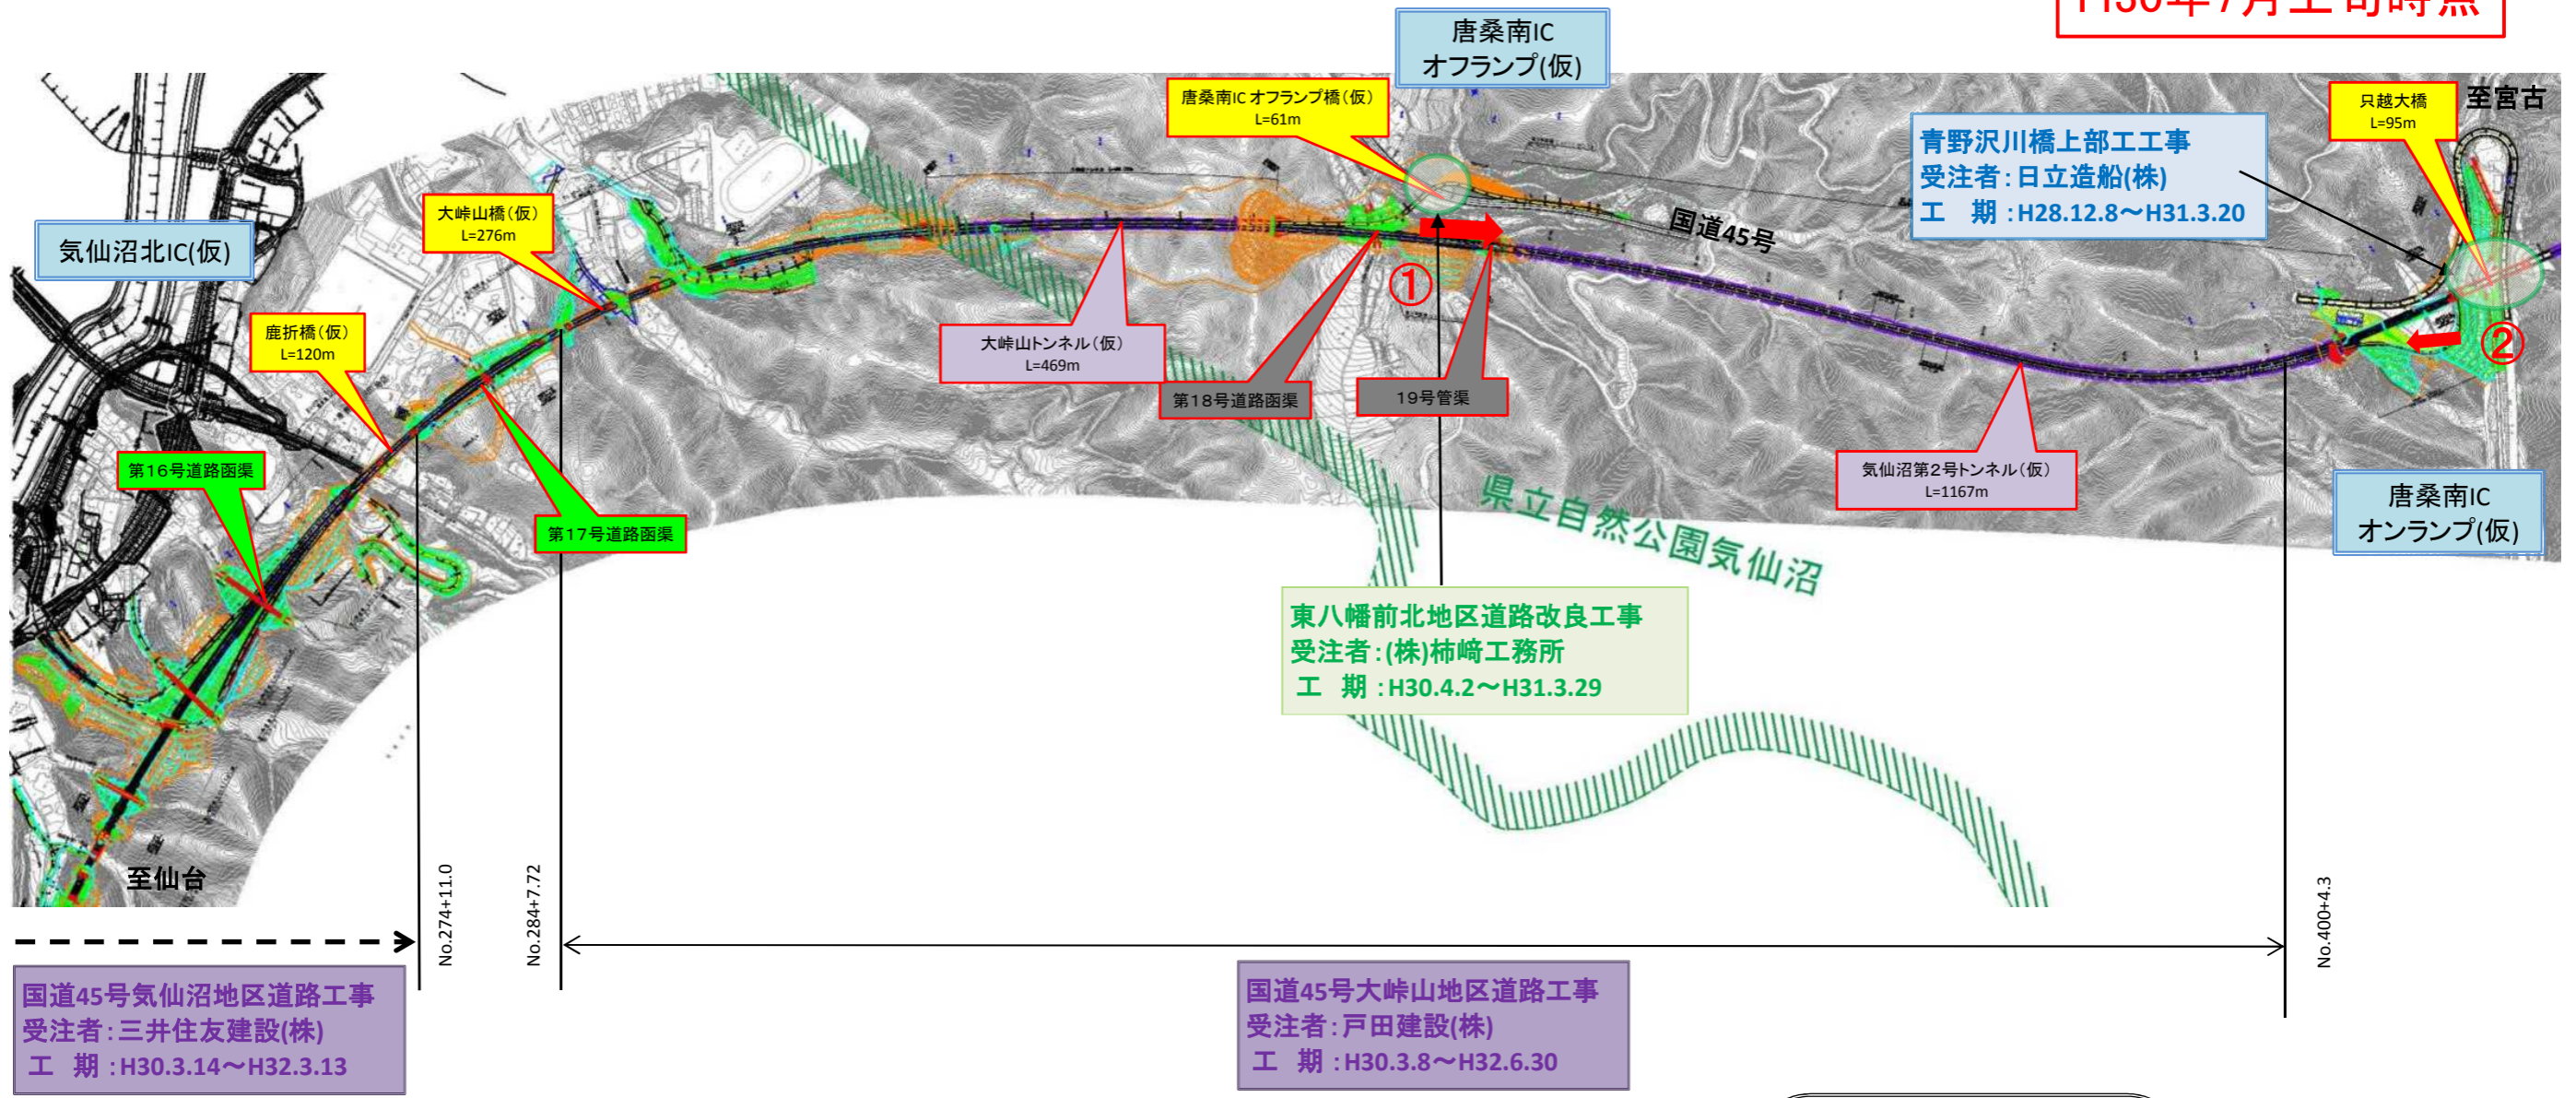 H30年7月上旬時点
唐桑南IC
オフランプ(仮)
唐桑南IC オフランプ橋(仮)
L=61m
只越大橋
L=95m
至宮古
青野沢川橋上部工工事
受注者:日立造船(株)
工 期:H28.12.8～H31.3.20
大峠山橋(仮)
L=276m
気仙沼北IC(仮)
国道45号
①
②
鹿折橋(仮)
L=120m
大峠山トンネル(仮)
L=469m
第18号道路函渠
19号管渠
第16号道路函渠
気仙沼第2号トンネル(仮)
L=1167m
第17号道路函渠
県立自然公園気仙沼
唐桑南IC
オンランプ(仮)
東八幡前北地区道路改良工事
受注者:(株)柿﨑工務所
工 期:H30.4.2～H31.3.29
至仙台
No.274+11.0
No.284+7.72
No.400+4.3
国道45号気仙沼地区道路工事
受注者:三井住友建設(株)
工 期:H30.3.14～H32.3.13
国道45号大峠山地区道路工事
受注者:戸田建設(株)
工 期:H30.3.8～H32.6.30